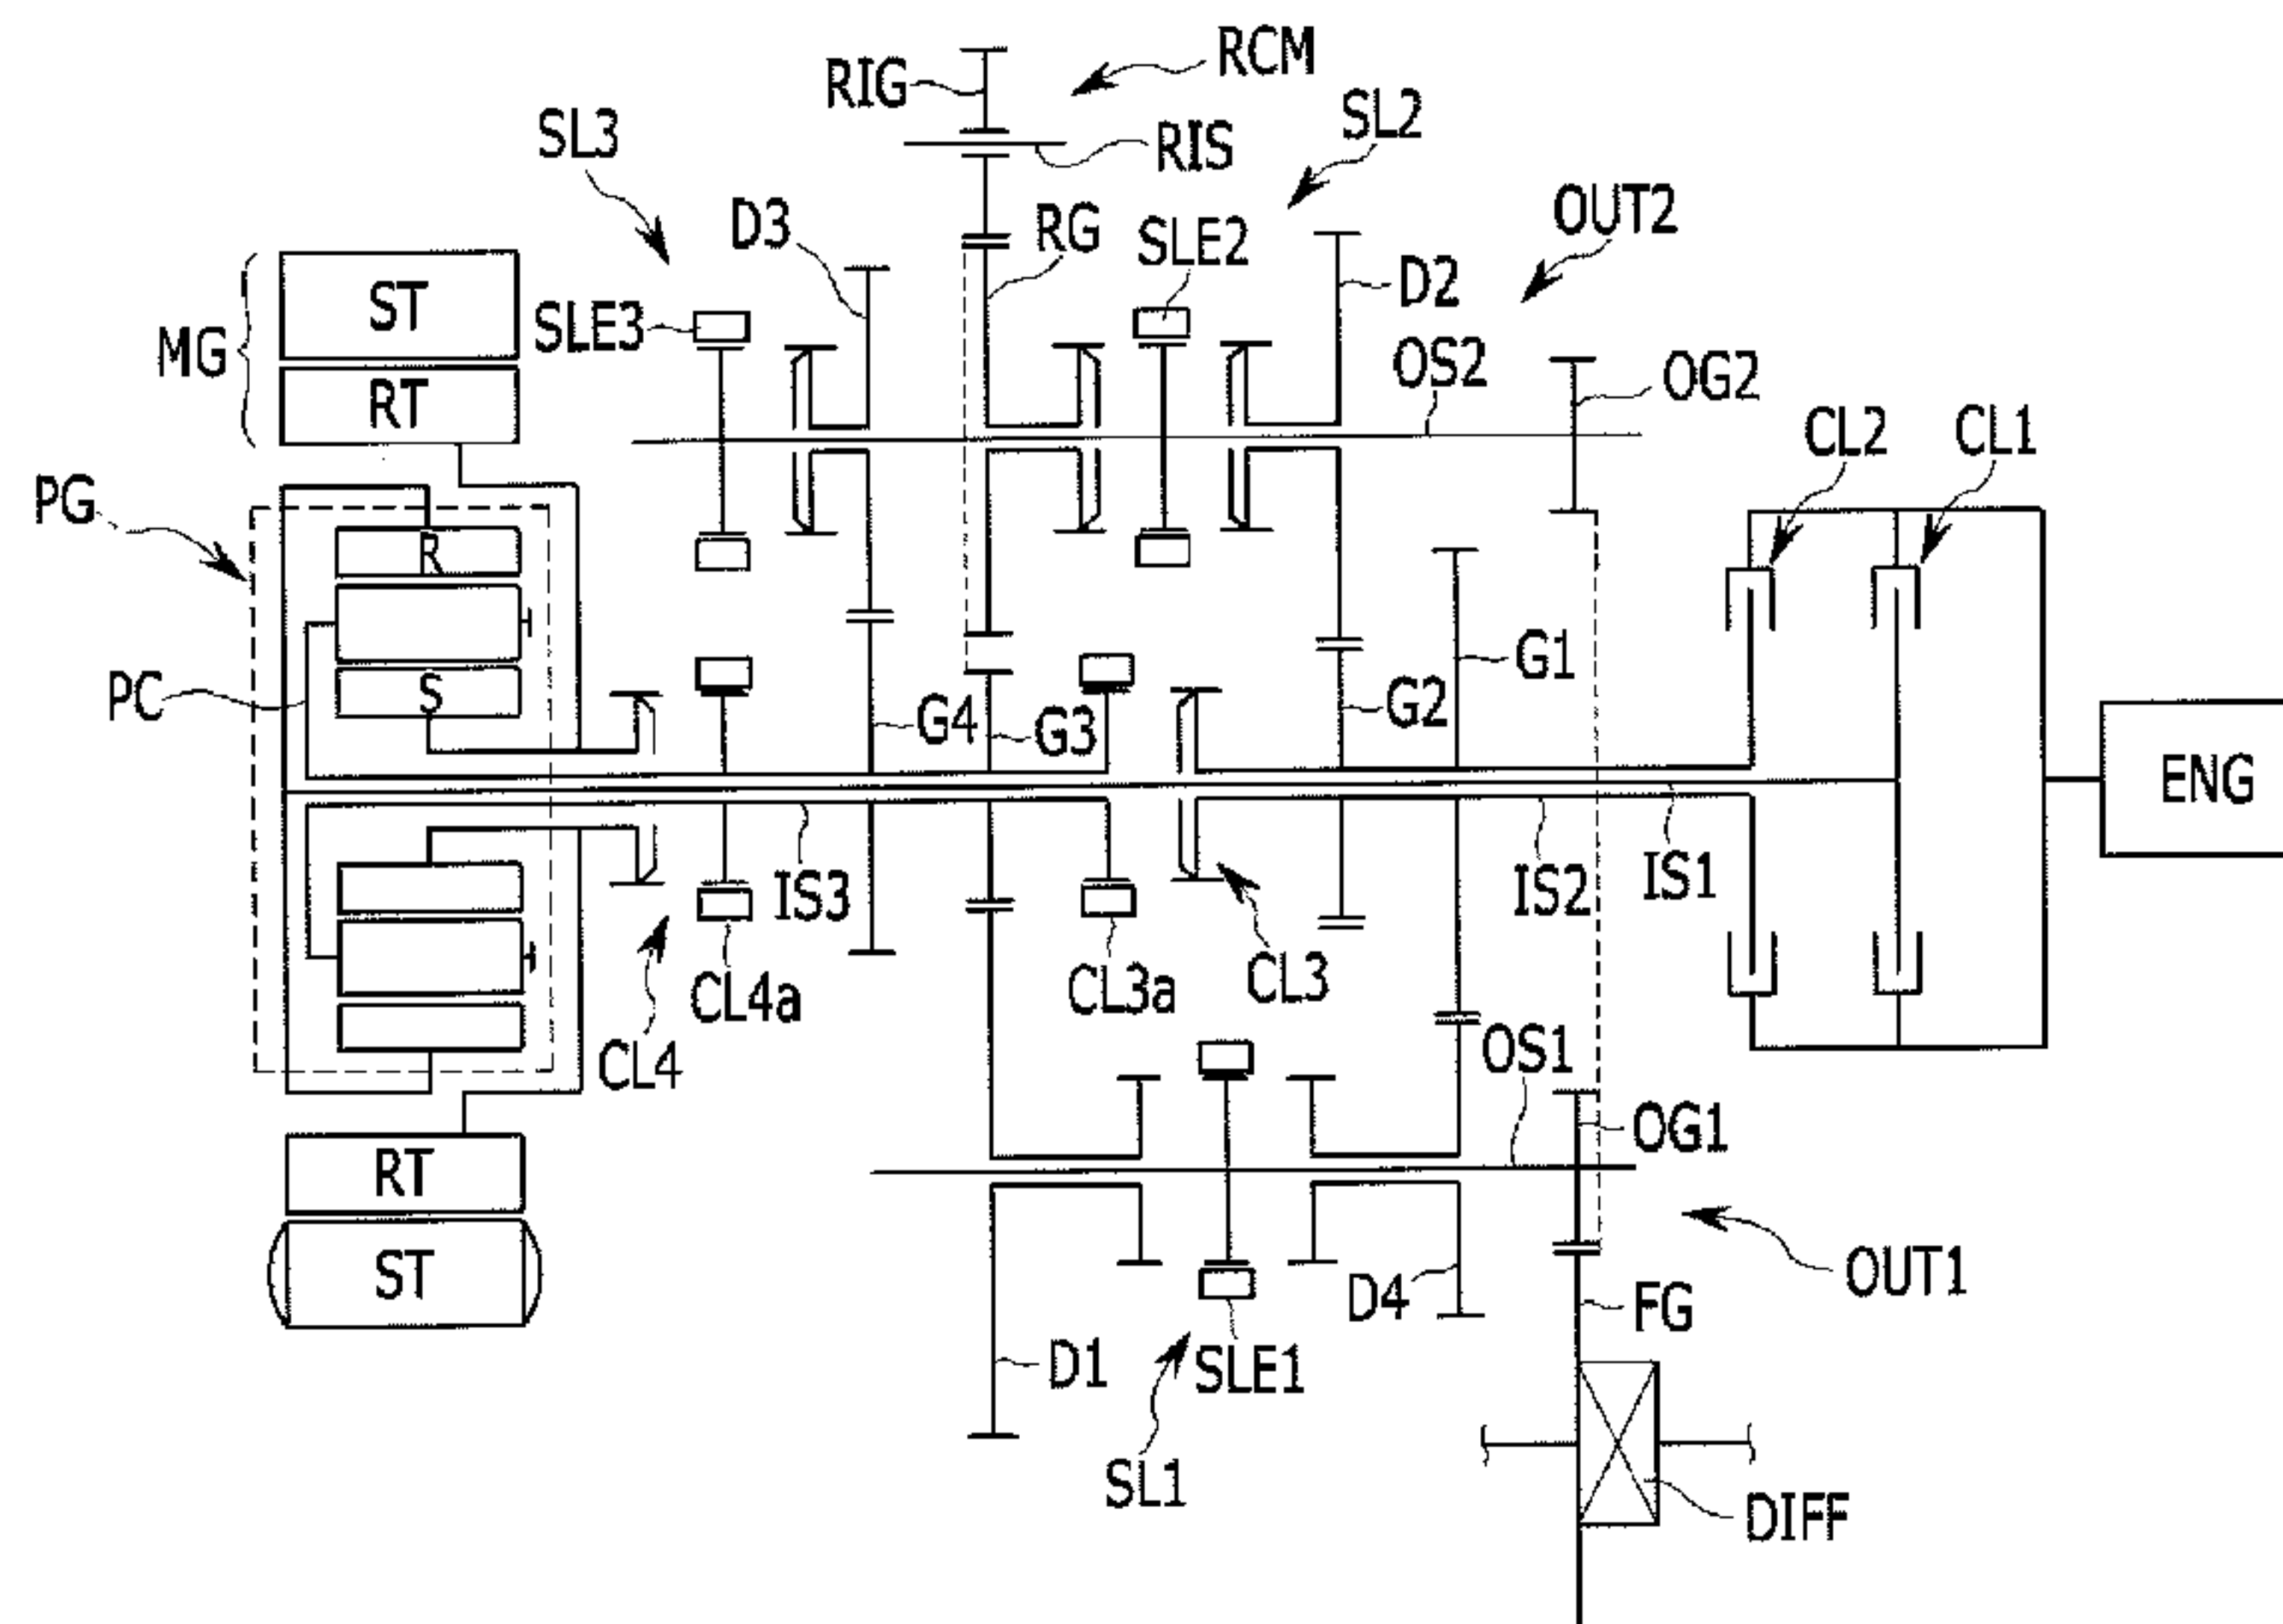 RCM
RIG
SL2
SL3
RIS
OUT2
D3
RG
SLE2
D2
ST
SLE3
MG
OS2
OG2
RT
CL2
CL1
PG
R
G1
PC
S
G4
G3
G2
ENG
IS3
IS2
IS1
CL4a
CL3a
CL3
CL4
OS1
OG1
RT
ST
D4
FG
OUT1
D1
SLE1
SL1
DIFF